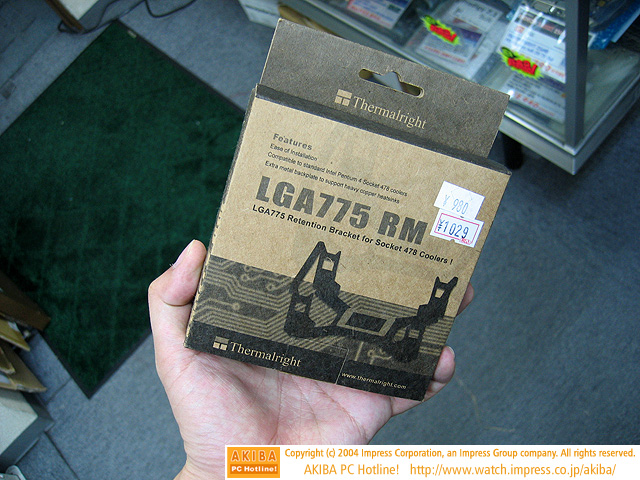 Thermalright
Features
Ease of Installation
Compatible to standard Intel Pentium 4 Socket 478 coolers
Extra metal backplate to support heavy copper heatsinks
¥ 980
LGA775 RM
¥1029
LGA775 Retention Bracket for Socket 478 Coolers !
Thermalright
www.thermalright.com
AKIBA
PC Hotline!
Copyright (c) 2004 Impress Corporation, an Impress Group company. All rights reserved.
AKIBA PC Hotline! http://www.watch.impress.co.jp/akiba/